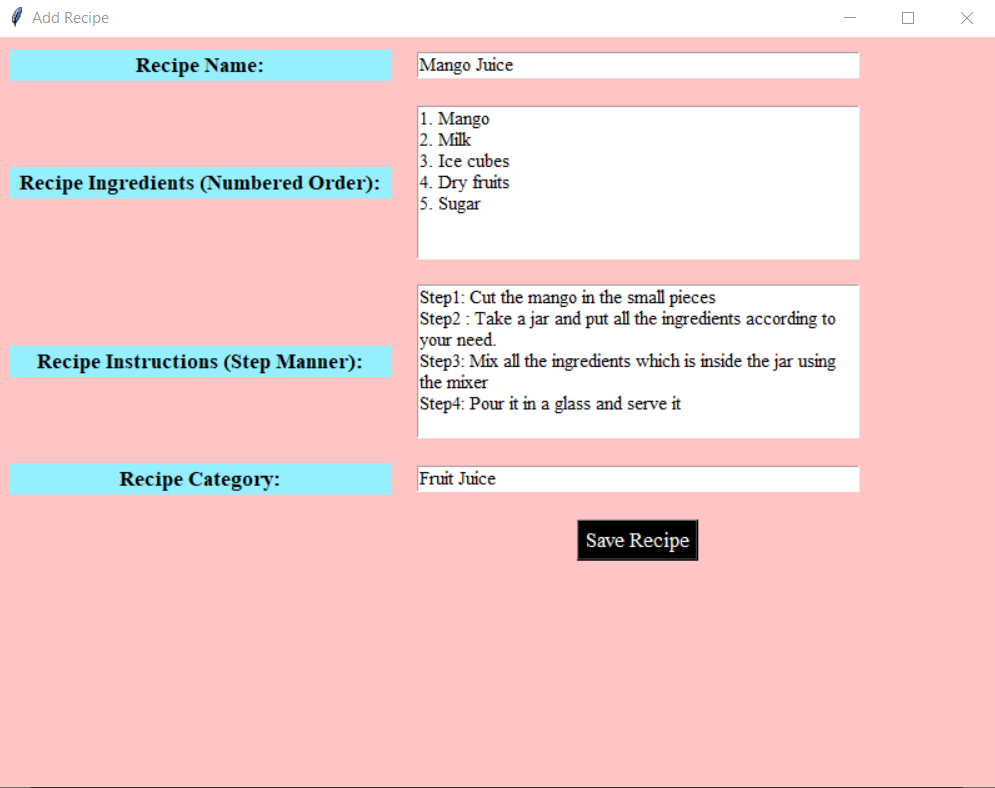 Add Recipe
Recipe Name:
Mango Juice
Recipe Ingredients (Numbered Order):
1. Mango
2. Milk
3. Ice cubes
4. Dry fruits
5. Sugar
Recipe Instructions (Step Manner):
Step1: Cut the mango in the small pieces
Step2 : Take a jar and put all the ingredients according to
your need.
Step3: Mix all the ingredients which is inside the jar using
the mixer
Step4: Pour it in a glass and serve it
Recipe Category:
Fruit Juice
Save Recipe